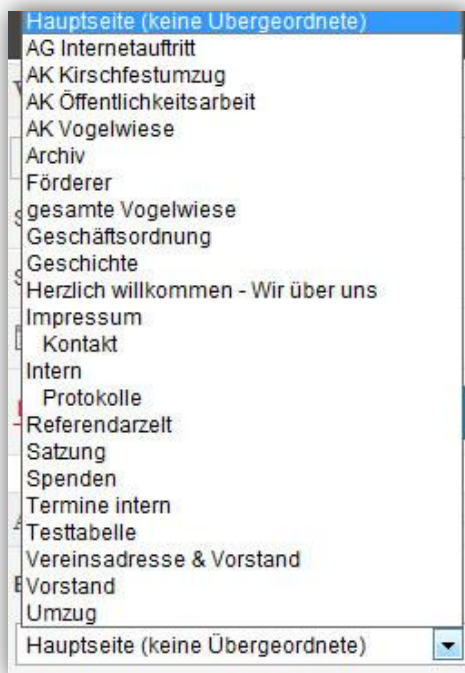 Hauptseite (keine Übergeordnete)
AG Internetauftritt
AK Kirschfestumzug
AK Öffentlichkeitsarbeit
AK Vogelwiese
Archiv
Förderer
gesamte Vogelwiese
Geschäftsordnung
Geschichte
Herzlich willkommen - Wir über uns
Impressum
Kontakt
Intern
Protokolle
Referendarzelt
Satzung
Spenden
Termine intern
Testtabelle
Vereinsadresse & Vorstand
Vorstand
Umzug
Hauptseite (keine Übergeordnete)